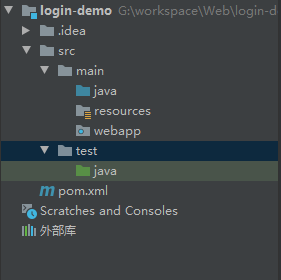 login-demo G:\workspace\Web\login-d
.idea
src
main
java
resources
webapp
test
java
pom.xml
Scratches and Consoles
外部库